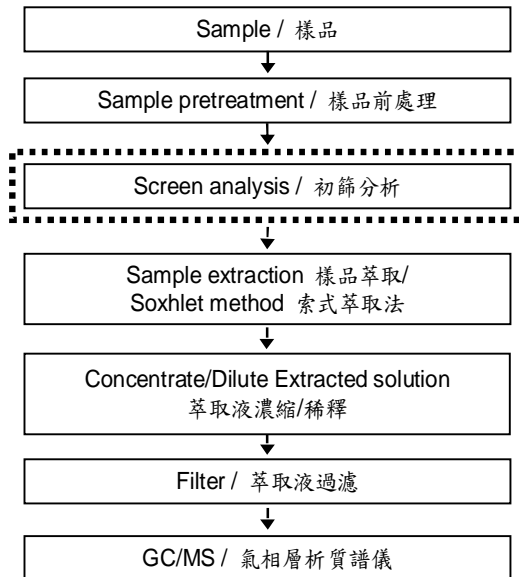 Sample / 樣品
Sample pretreatment / 樣品前處理
Screen analysis / 初篩分析
Sample extraction 樣品萃取/
Soxhlet method 索式萃取法
Concentrate/Dilute Extracted solution
萃取液濃縮/稀釋
Filter / 萃取液過濾
GC/MS / 氣相層析質譜儀